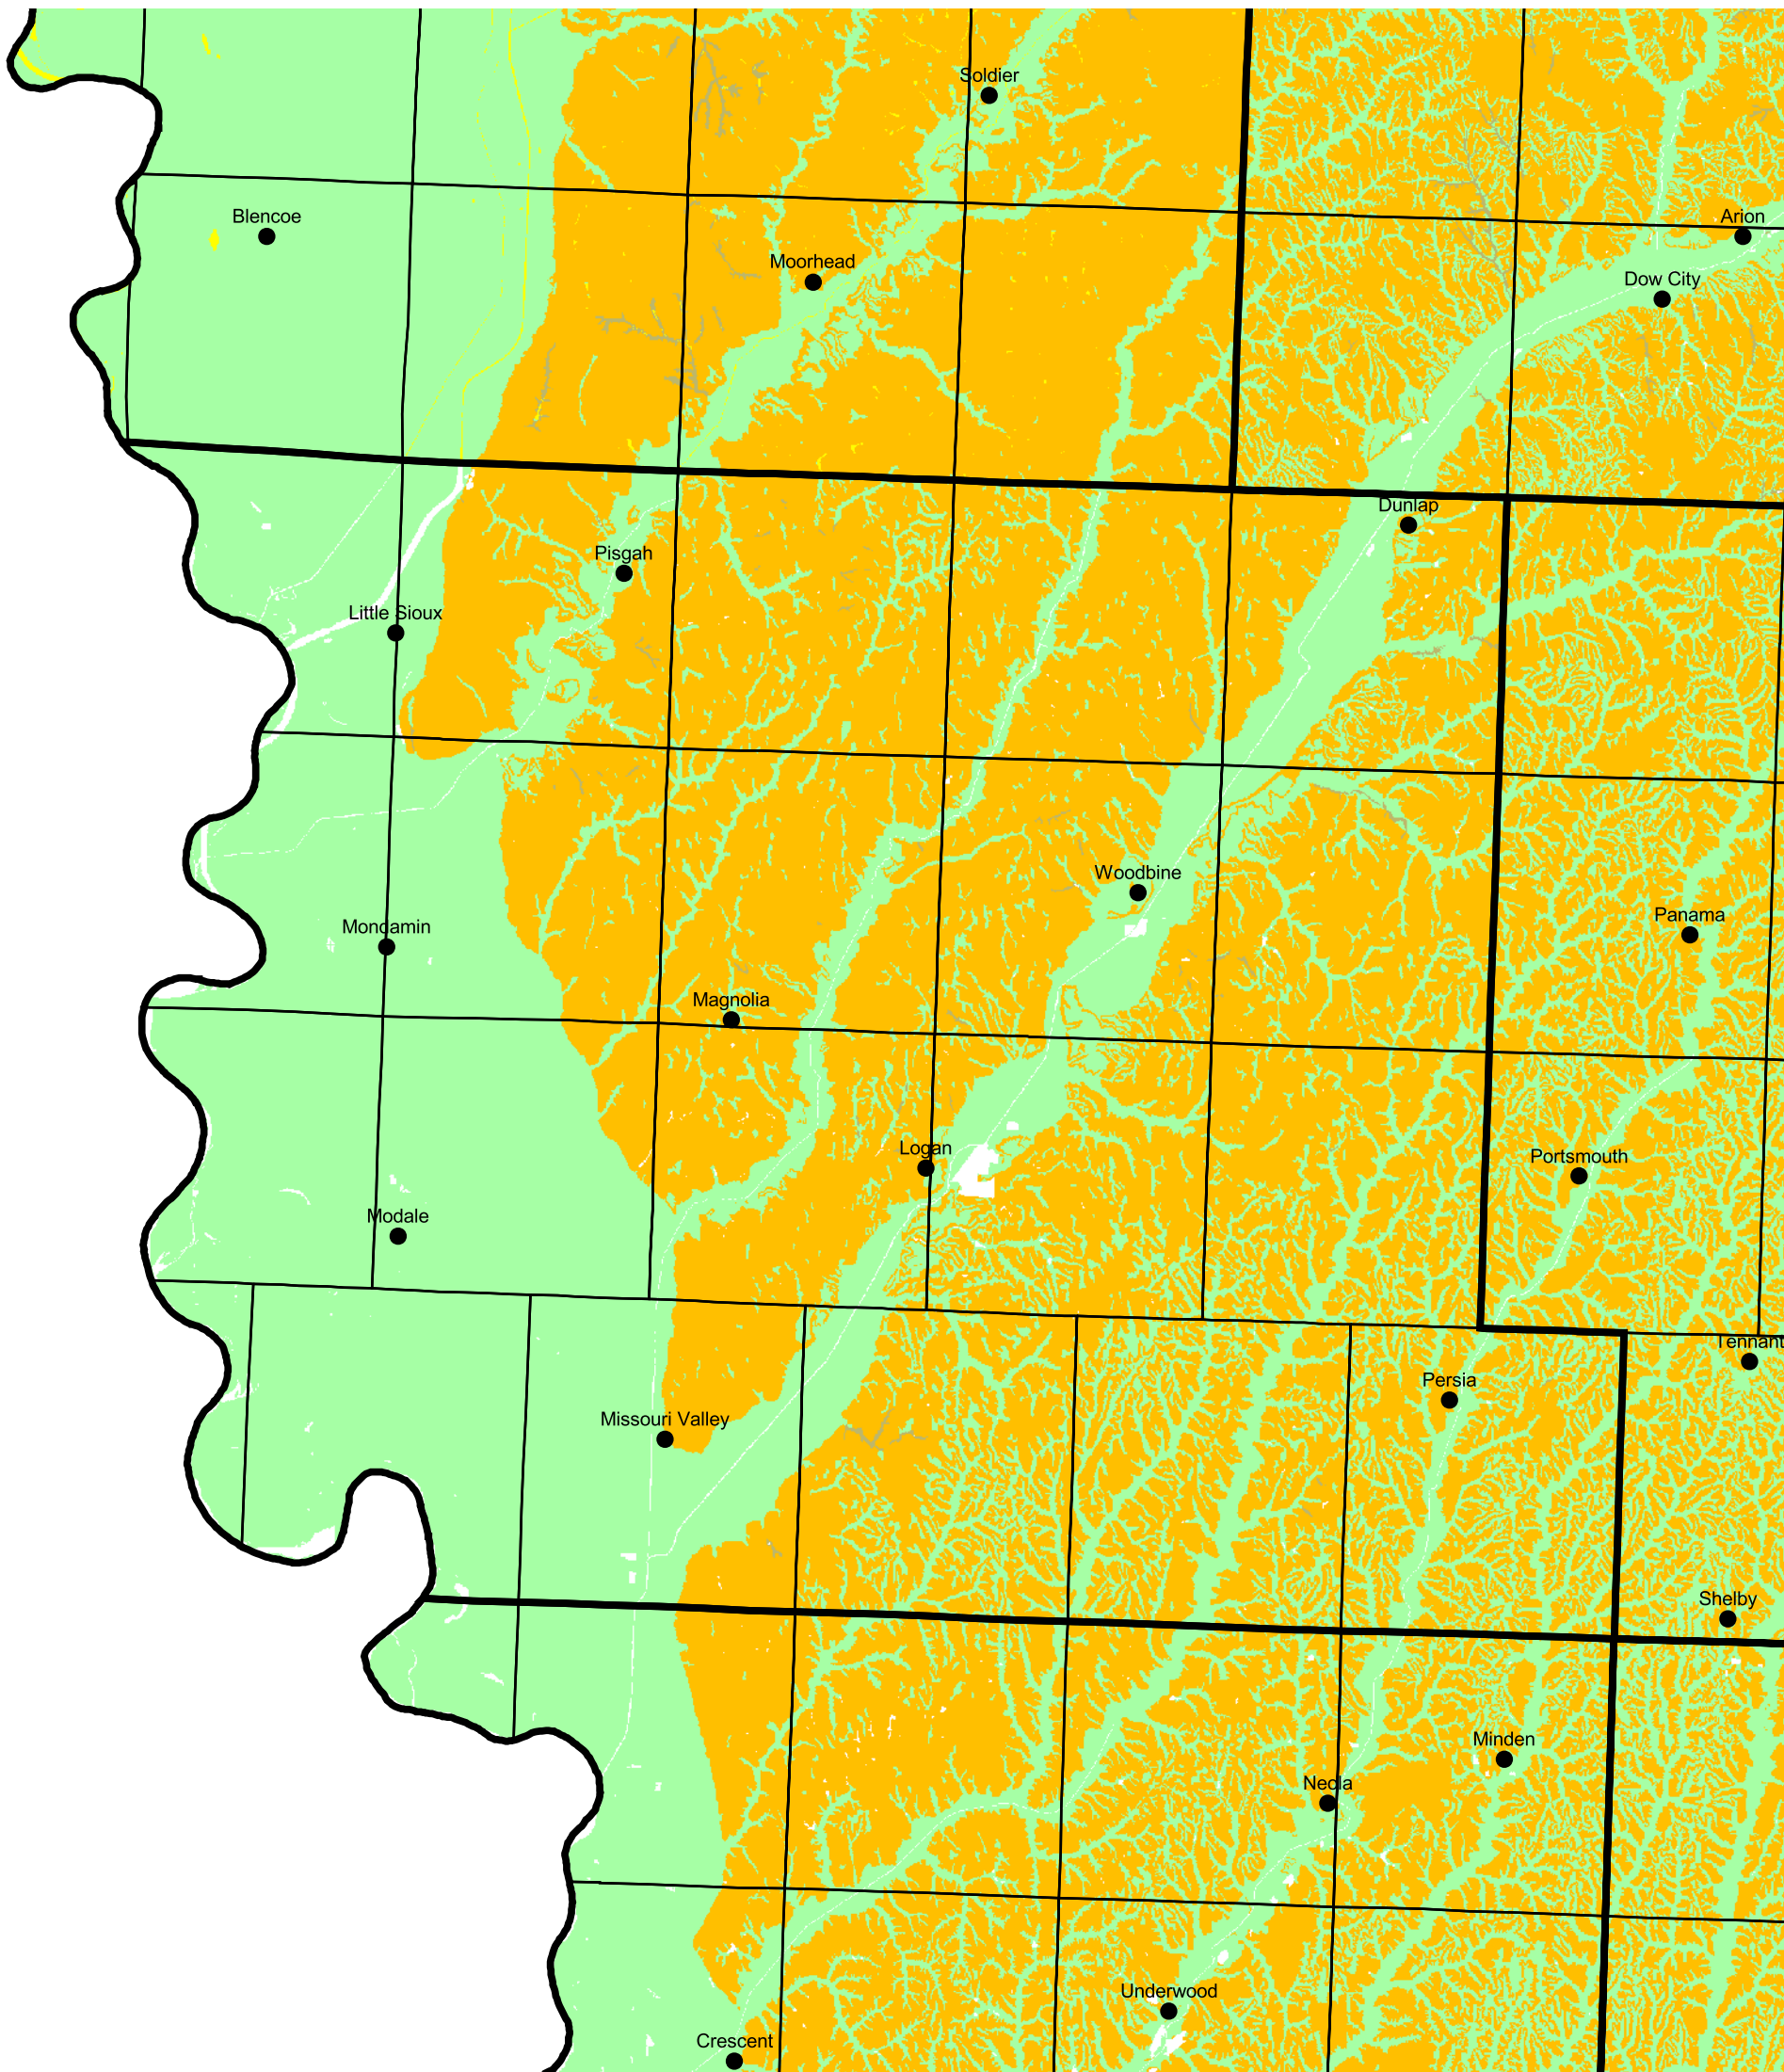 Soldier
Blencoe
Arion
Moorhead
Dow City
Dunlap
Pisgah
Little Sioux
Woodbine
Panama
Mondamin
Magnolia
Logan
Portsmouth
Modale
Tennant
Persia
Missouri Valley
Shelby
Minden
Neola
Underwood
Crescent